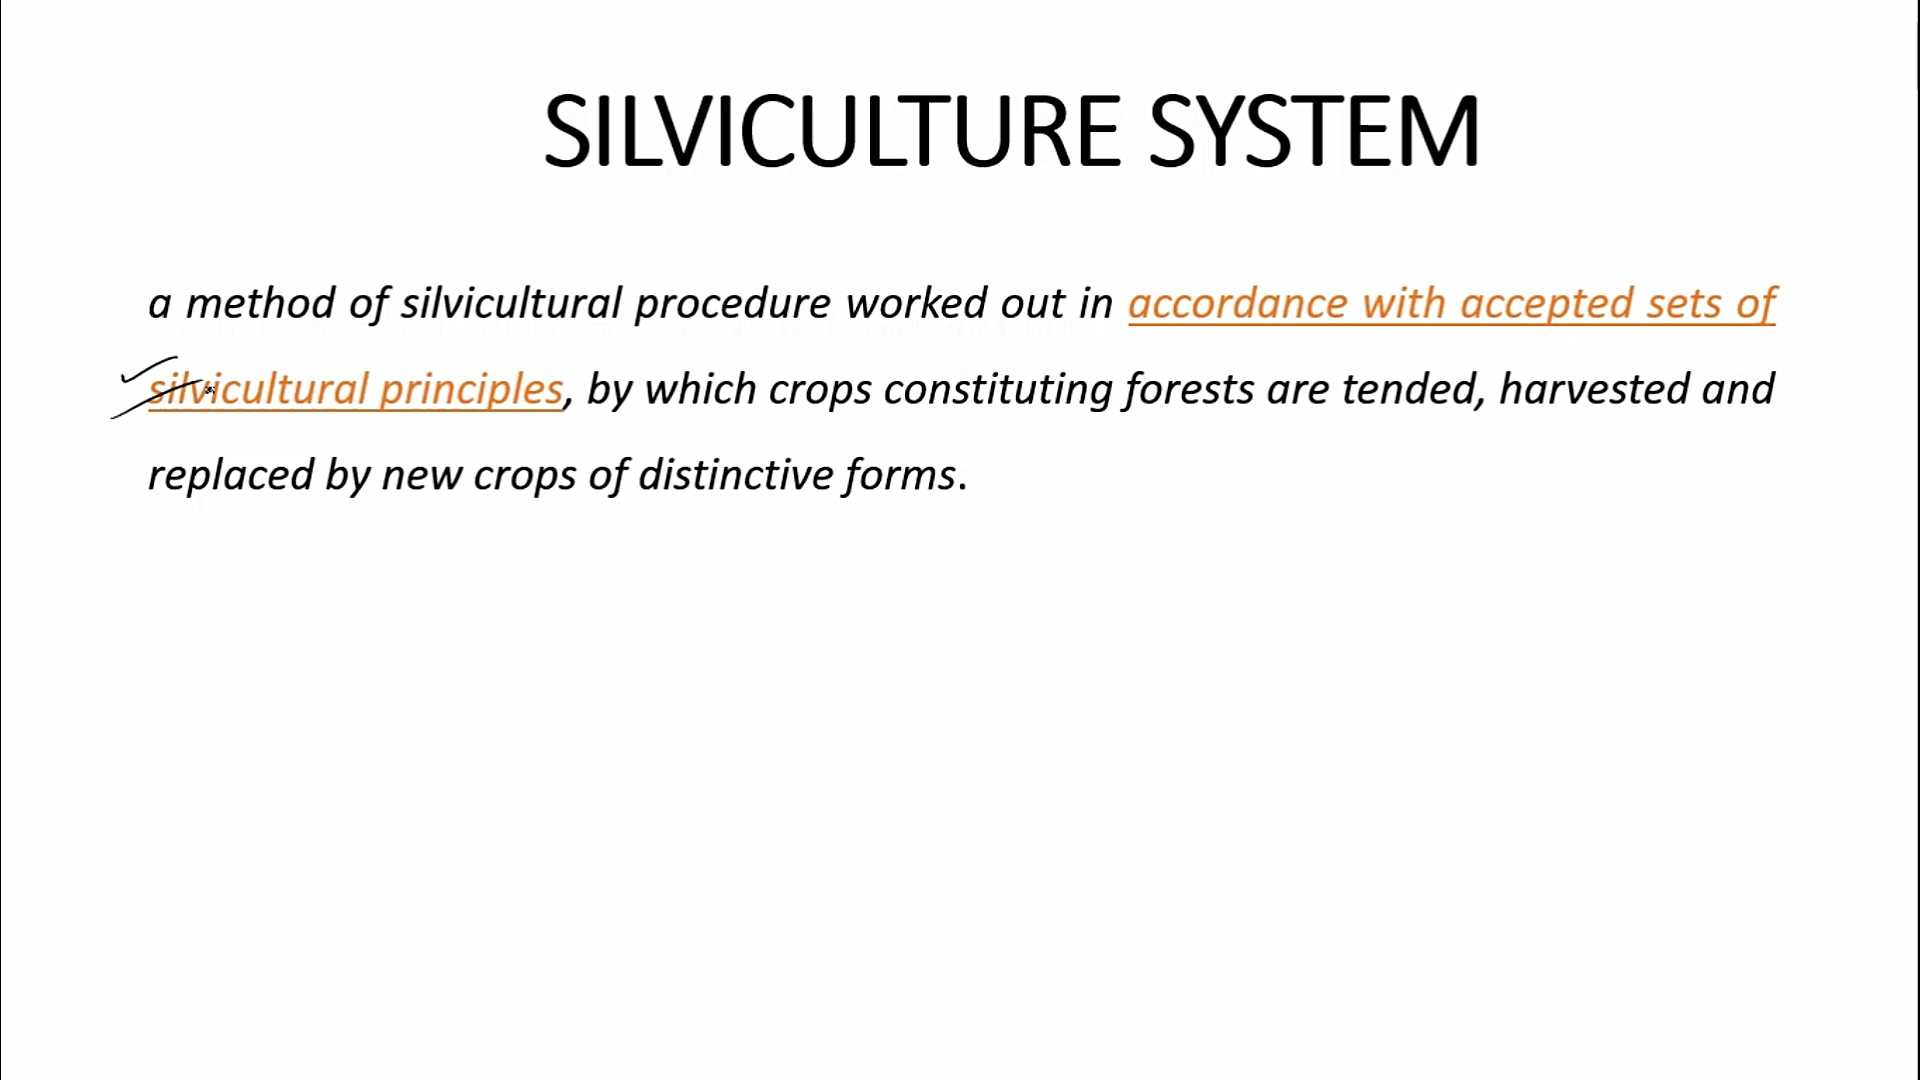 SILVICULTURE SYSTEM
a method of silvicultural procedure worked out in accordance with accepted sets of
silvicultural principles, by which crops constituting forests are tended, harvested and
replaced by new crops of distinctive forms.